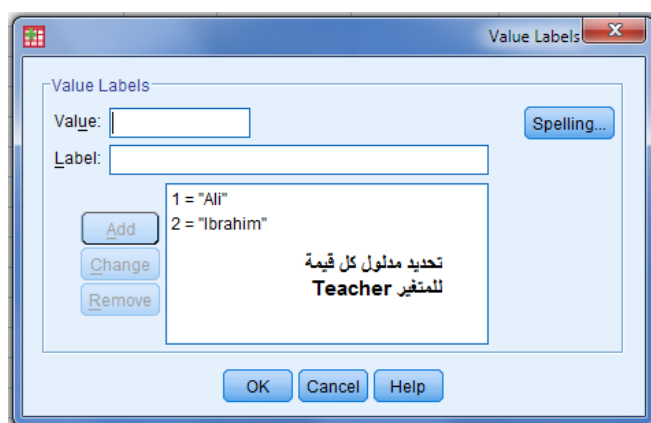 Value Labels
Value Labels
Value:
Spelling...
Label:
1 = "Ali"
2 = "Ibrahim"
Add
Change
Remove
تحديد مدلول كل قيمة
للمتغير Teacher
OK
Cancel
Help